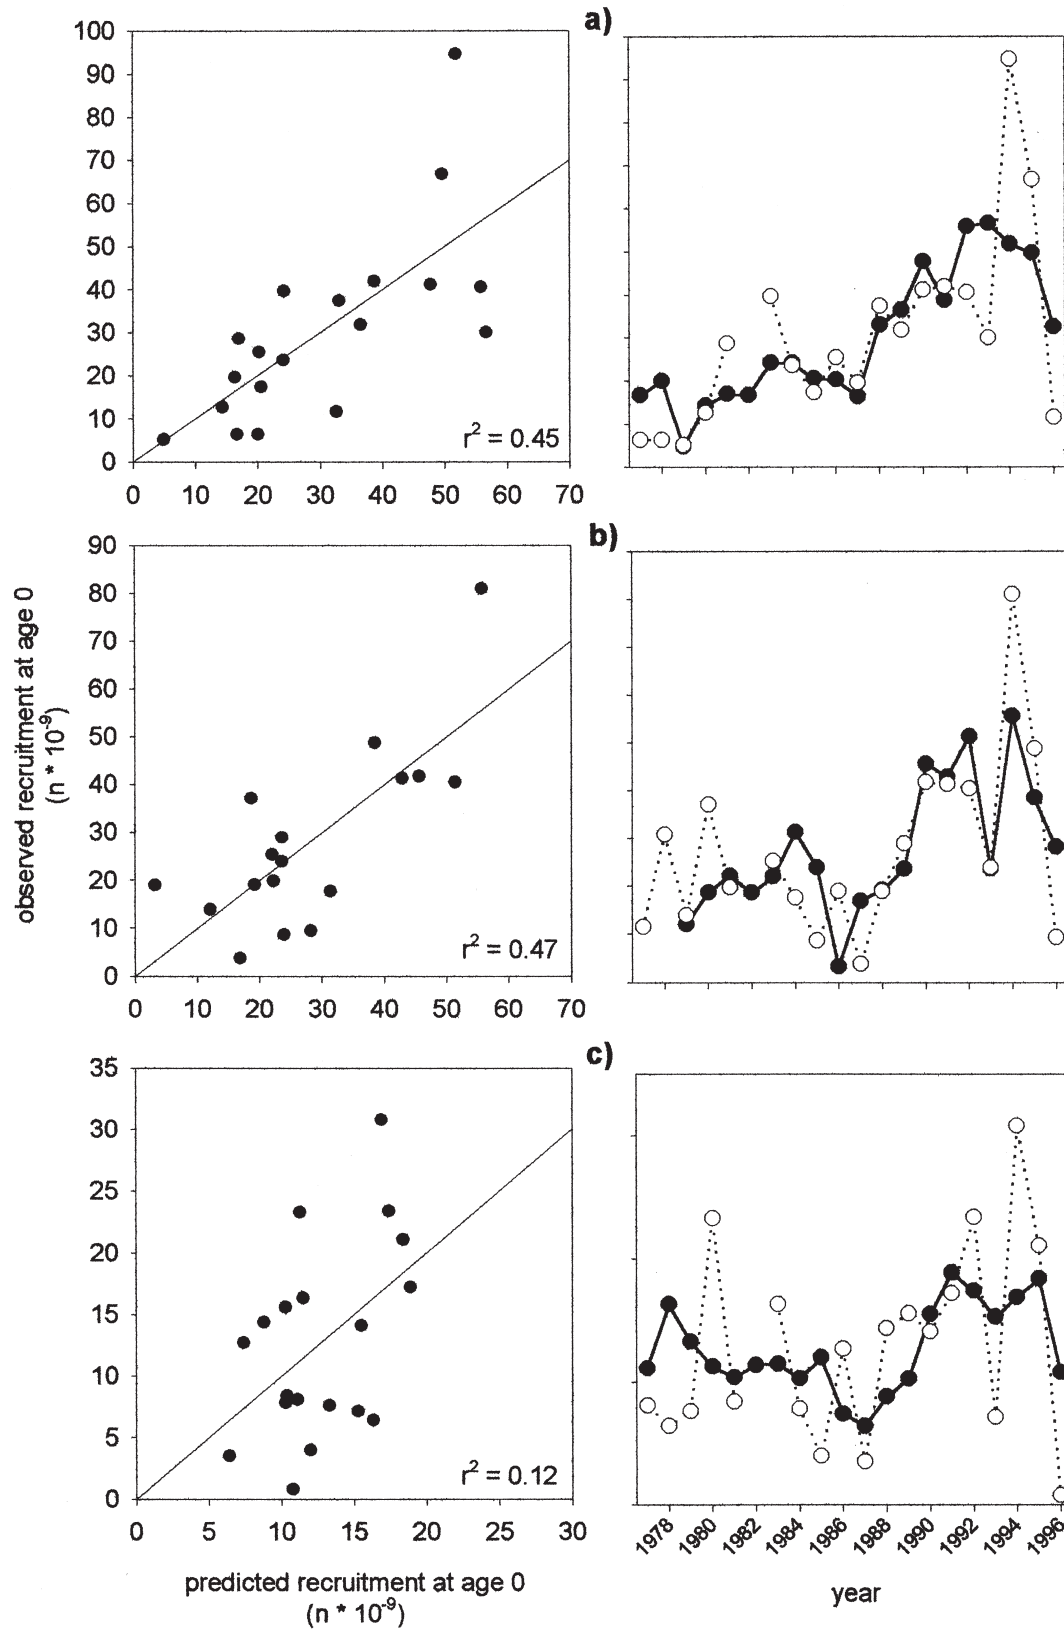 a)
100
90
80
70
60
50
40
30
20
10
0
r² = 0.45
0 10 20 30 40 50 60 70
b)
90
80
70
60
50
40
30
20
10
0
r² = 0.47
0 10 20 30 40 50 60 70
observed recruitment at age 0
(n * 10⁻⁹)
c)
35
30
25
20
15
10
5
0
r² = 0.12
0 5 10 15 20 25 30
1978 1980 1982 1984 1986 1988 1990 1992 1994 1996
predicted recruitment at age 0
(n * 10⁻⁹)
year